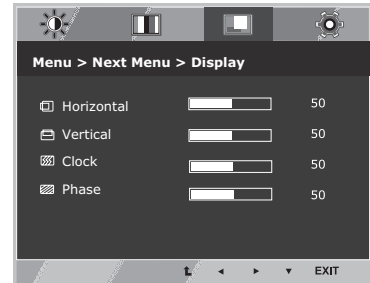 Menu > Next Menu > Display
Horizontal 50
Vertical 50
Clock 50
Phase 50
EXIT